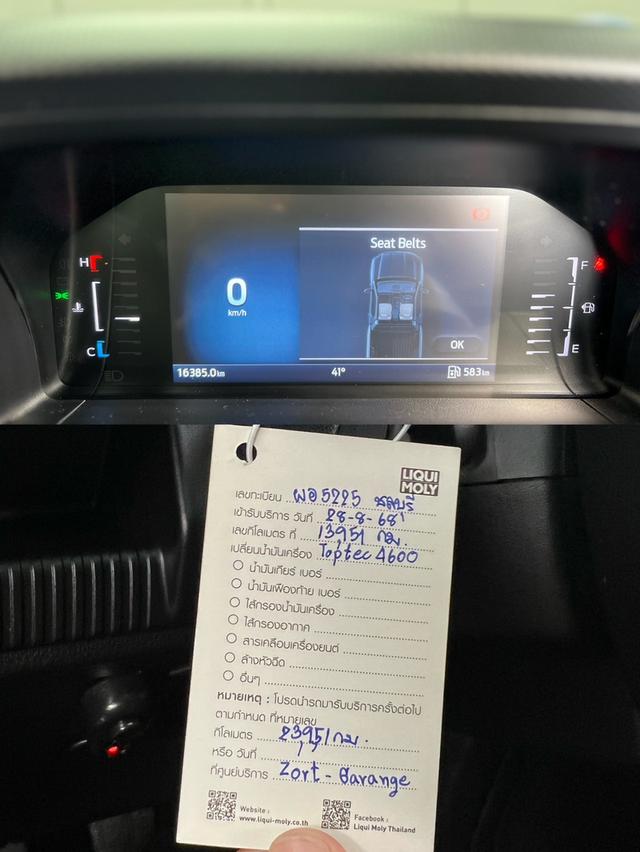 Seat Belts
H
F
0
km/h
C
E
OK
16385.0 km
41°
583 km
LIQUI
MOLY
เลขทะเบียน ผอ5225 ชลบุรี
เข้ารับบริการ วันที่ 28-8-68
เลขกิโลเมตร ที่ 13,951 กม.
เปลี่ยนน้ำมันเครื่อง Toptec 4600
น้ำมันเกียร์ เบอร์
น้ำมันเฟืองท้าย เบอร์
ไส้กรองน้ำมันเครื่อง
ไส้กรองอากาศ
สารเคลือบเครื่องยนต์
ล้างหัวฉีด
อื่นๆ
หมายเหตุ : โปรดนำรถมารับบริการครั้งต่อไป
ตามกำหนด ที่หมายเลข
กิโลเมตร 23951 กม.
หรือ วันที่
ที่ศูนย์บริการ Zort - Garange
Website :
www.liqui-moly.co.th
Facebook :
Liqui Moly Thailand